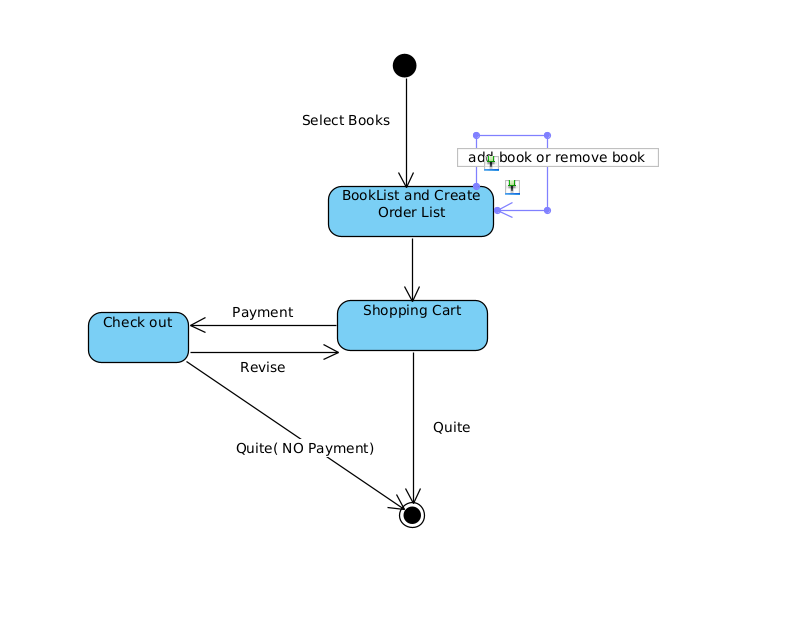 Select Books
add book or remove book
BookList and Create
Order List
Payment
Shopping Cart
Check out
Revise
Quite
Quite( NO Payment)